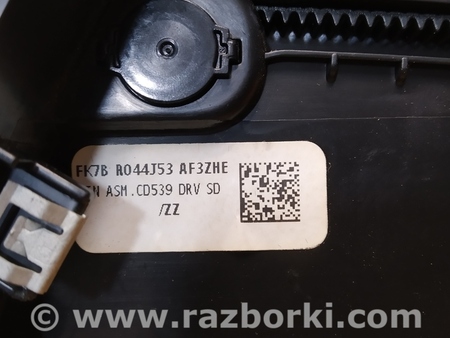 FK7B R044J53 AF3ZHE
ASM.CD539 DRV SD
/ZZ
www.razborki.com